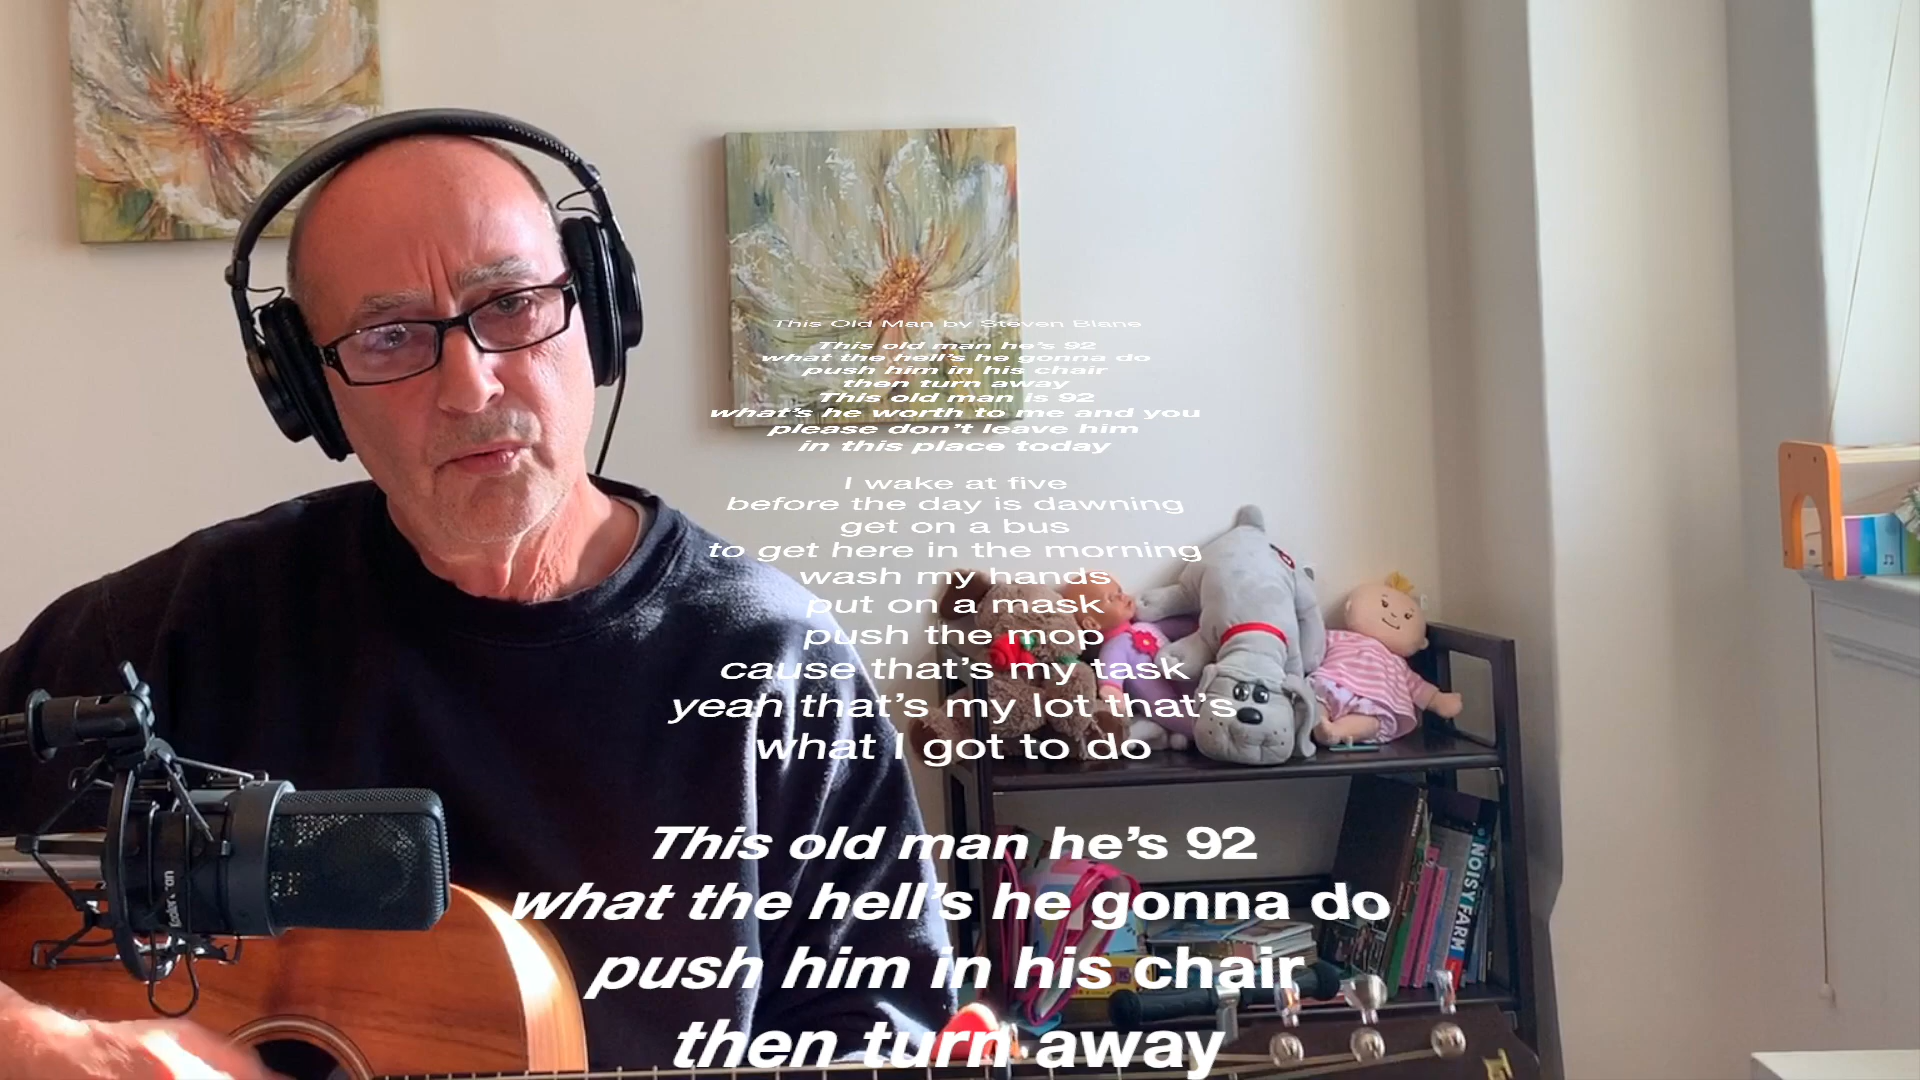 This Old Man by Steven Blane
This old man he's 92
what the hell's he gonna do
push him in his chair
then turn away
This old man is 92
what's he worth to me and you
please don't leave him
in this place today
I wake at five
before the day is dawning
get on a bus
to get here in the morning
wash my hands
put on a mask
push the mop
cause that's my task
yeah that's my lot that's
what I got to do
This old man he's 92
what the hell's he gonna do
push him in his chair
then turn away
NOISY FARM